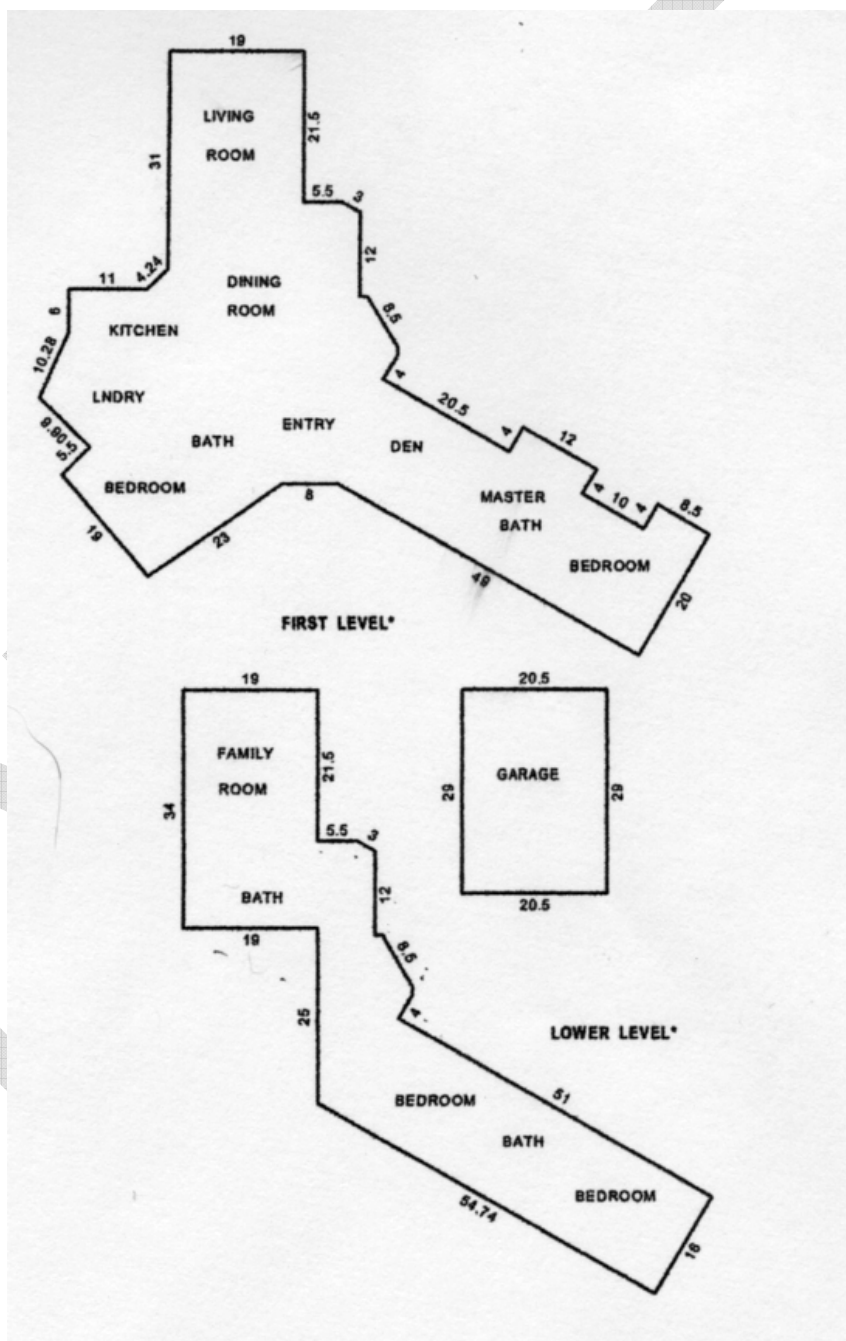 19
LIVING
21.5
ROOM
31
5.5
3
12
4.24
11
DINING
ROOM
6
KITCHEN
8.5
10.28
LNDRY
4
20.5
9.90
5.5
BATH
ENTRY
DEN
4
12
BEDROOM
8
MASTER
BATH
4
10
4
8.5
19
23
49
BEDROOM
20
FIRST LEVEL*
19
20.5
FAMILY
ROOM
21.5
GARAGE
29
29
34
5.5
3
BATH
12
20.5
19
8.5
25
4
LOWER LEVEL*
BEDROOM
51
BATH
BEDROOM
54.74
16